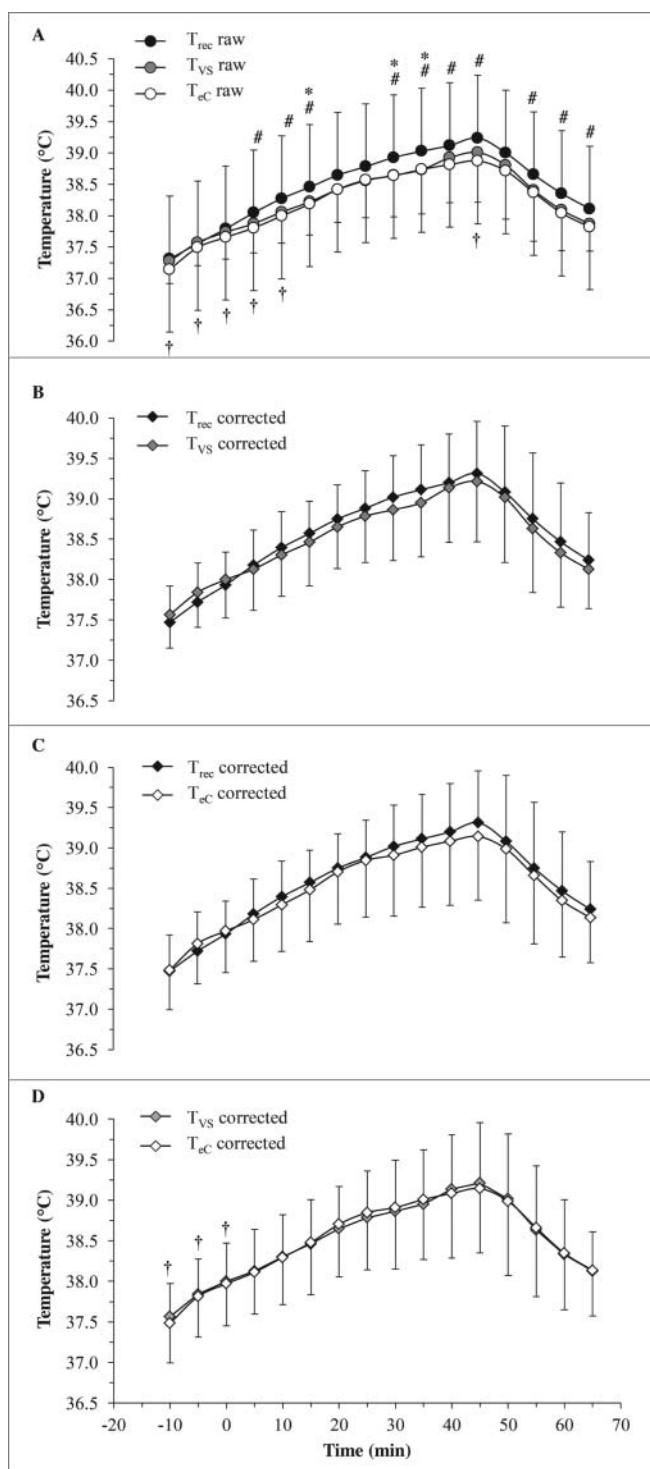 A
T_rec raw
T_VS raw
T_eC raw
# # * # * # * # # # # # #
40.5
40.0
39.5
39.0
38.5
38.0
37.5
37.0
36.5
36.0
Temperature (°C)
† † † † † †
B
T_rec corrected
T_VS corrected
40.0
39.5
39.0
38.5
38.0
37.5
37.0
36.5
Temperature (°C)
C
T_rec corrected
T_eC corrected
40.0
39.5
39.0
38.5
38.0
37.5
37.0
36.5
Temperature (°C)
D
T_VS corrected
T_eC corrected
40.0
39.5
39.0
38.5
38.0
37.5
37.0
36.5
Temperature (°C)
† † †
-20 -10 0 10 20 30 40 50 60 70
Time (min)